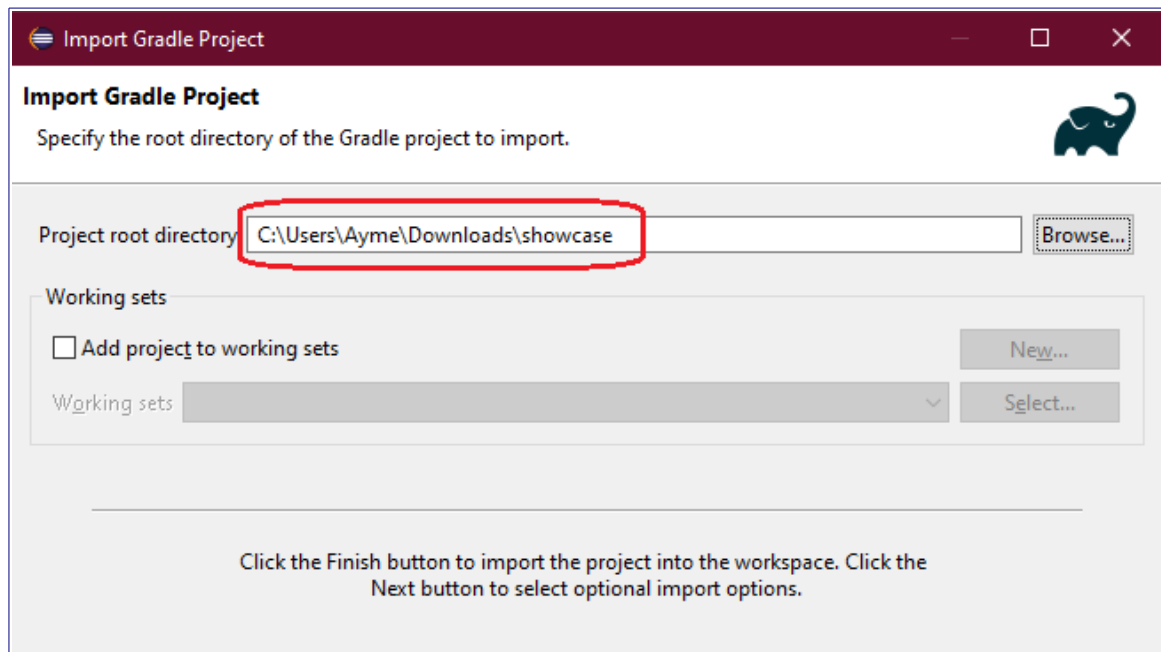 Import Gradle Project
Import Gradle Project
Specify the root directory of the Gradle project to import.
Project root directory C:\Users\Ayme\Downloads\showcase Browse...
Working sets
Add project to working sets New...
Working sets Select...
Click the Finish button to import the project into the workspace. Click the
Next button to select optional import options.